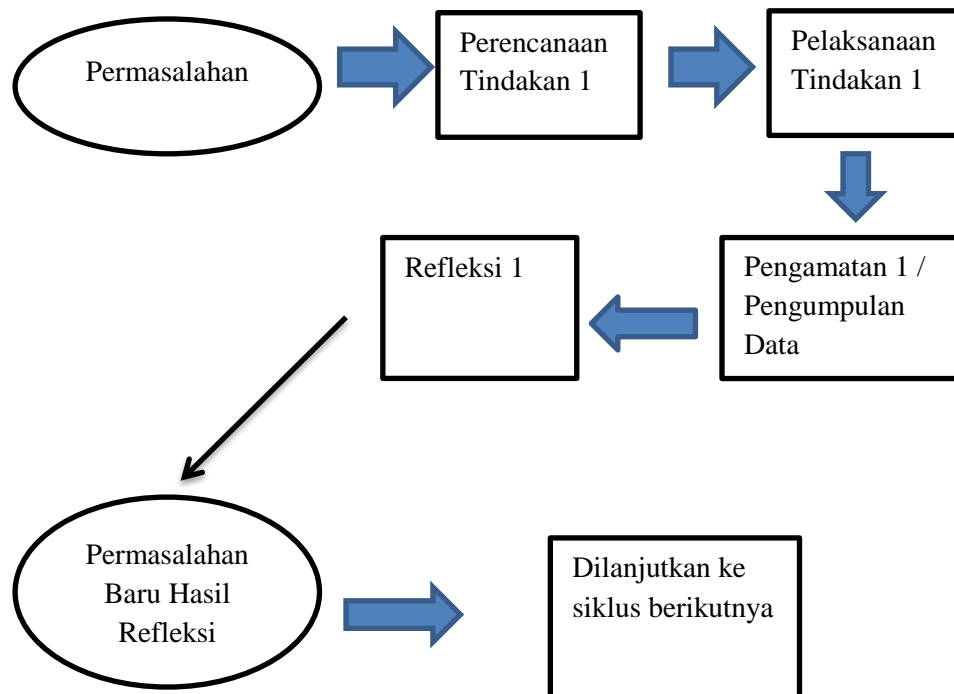 Permasalahan
Perencanaan
Tindakan 1
Pelaksanaan
Tindakan 1
Pengamatan 1 /
Pengumpulan
Data
Refleksi 1
Permasalahan
Baru Hasil
Refleksi
Dilanjutkan ke
siklus berikutnya